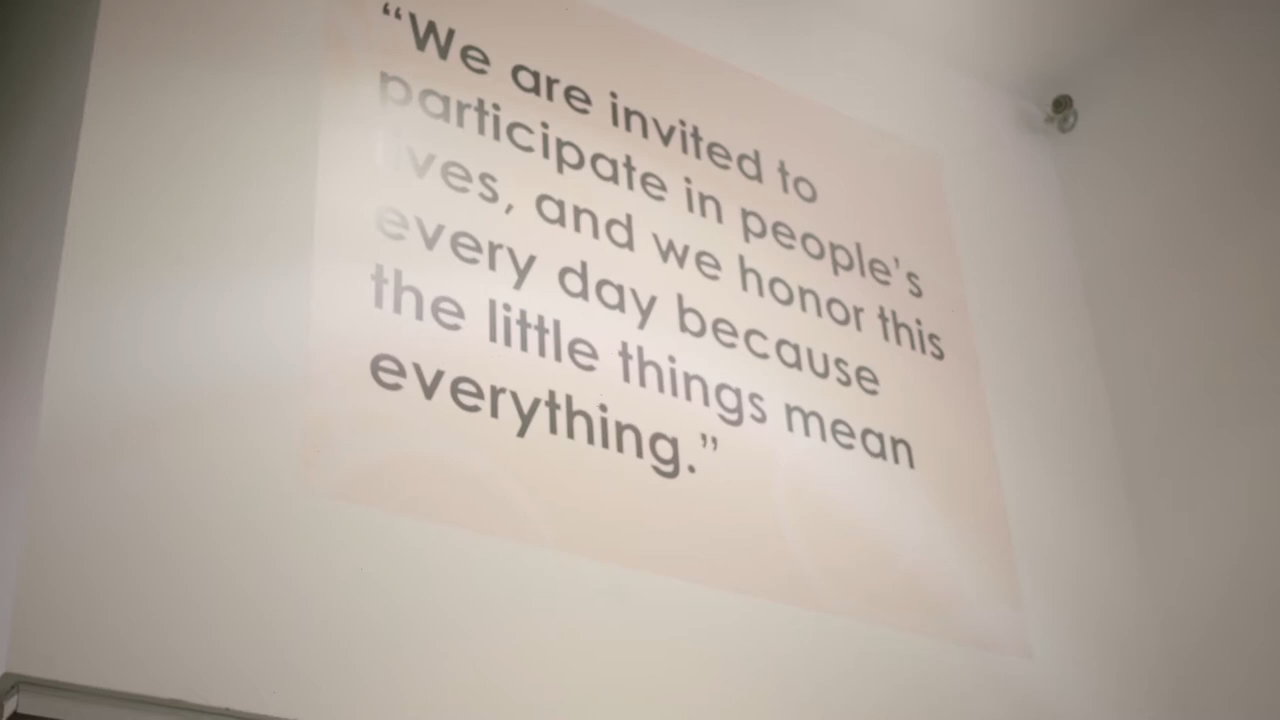 “We are invited to
participate in people's
lives, and we honor this
every day because
the little things mean
everything.”